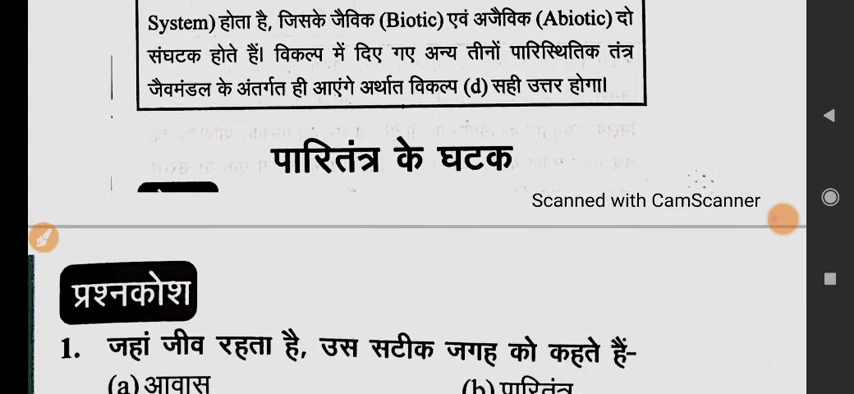 System) होता है, जिसके जैविक (Biotic) एवं अजैविक (Abiotic) दो
संघटक होते हैं। विकल्प में दिए गए अन्य तीनों पारिस्थितिक तंत्र
जैवमंडल के अंतर्गत ही आएंगे अर्थात विकल्प (d) सही उत्तर होगा।
पारितंत्र के घटक
Scanned with CamScanner
प्रश्नकोश
1. जहां जीव रहता है, उस सटीक जगह को कहते हैं-
(a) आवास (b) पारितंत्र